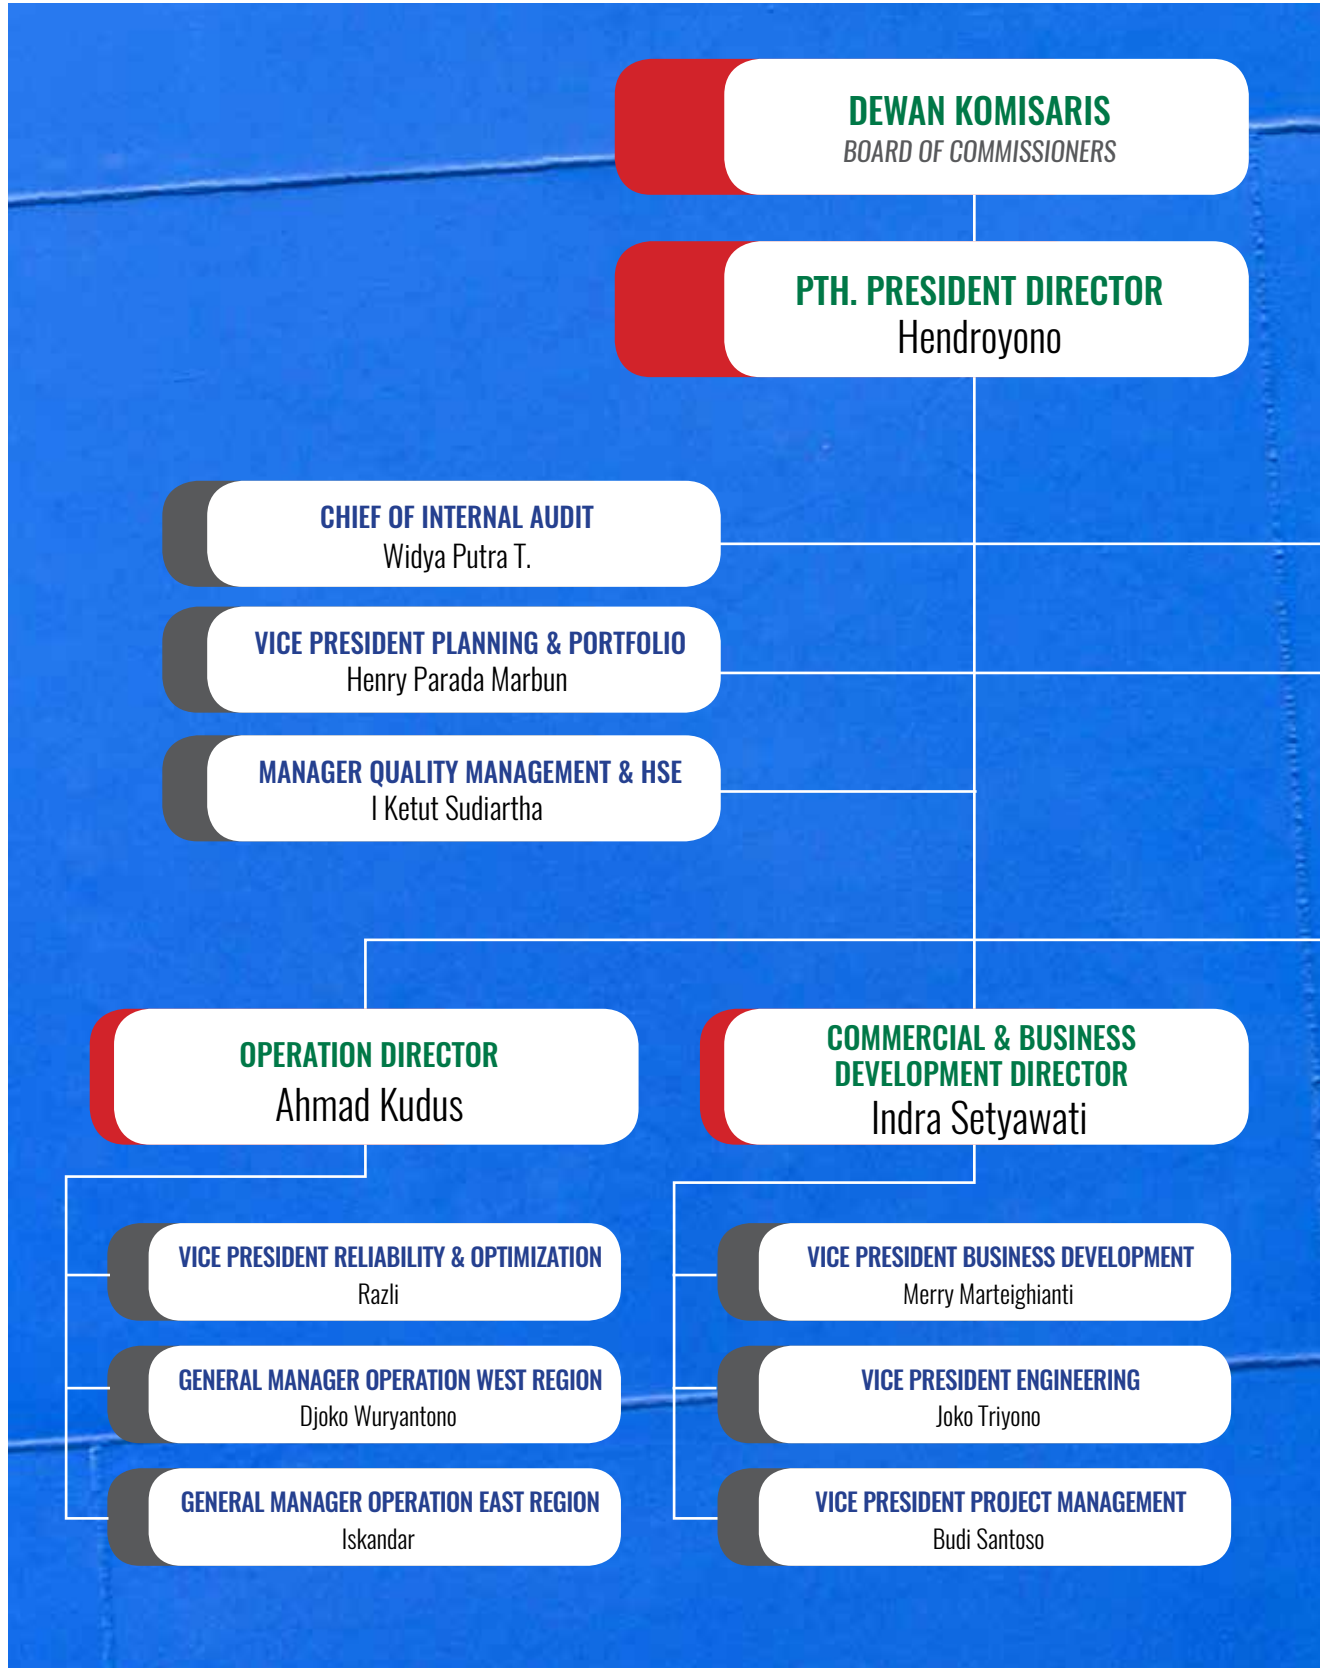 DEWAN KOMISARIS
BOARD OF COMMISSIONERS
PTH. PRESIDENT DIRECTOR
Hendroyono
CHIEF OF INTERNAL AUDIT
Widya Putra T.
VICE PRESIDENT PLANNING & PORTFOLIO
Henry Parada Marbun
MANAGER QUALITY MANAGEMENT & HSE
I Ketut Sudiartha
OPERATION DIRECTOR
Ahmad Kudus
COMMERCIAL & BUSINESS
DEVELOPMENT DIRECTOR
Indra Setyawati
VICE PRESIDENT RELIABILITY & OPTIMIZATION
Razli
GENERAL MANAGER OPERATION WEST REGION
Djoko Wuryantono
GENERAL MANAGER OPERATION EAST REGION
Iskandar
VICE PRESIDENT BUSINESS DEVELOPMENT
Merry Marteighianti
VICE PRESIDENT ENGINEERING
Joko Triyono
VICE PRESIDENT PROJECT MANAGEMENT
Budi Santoso